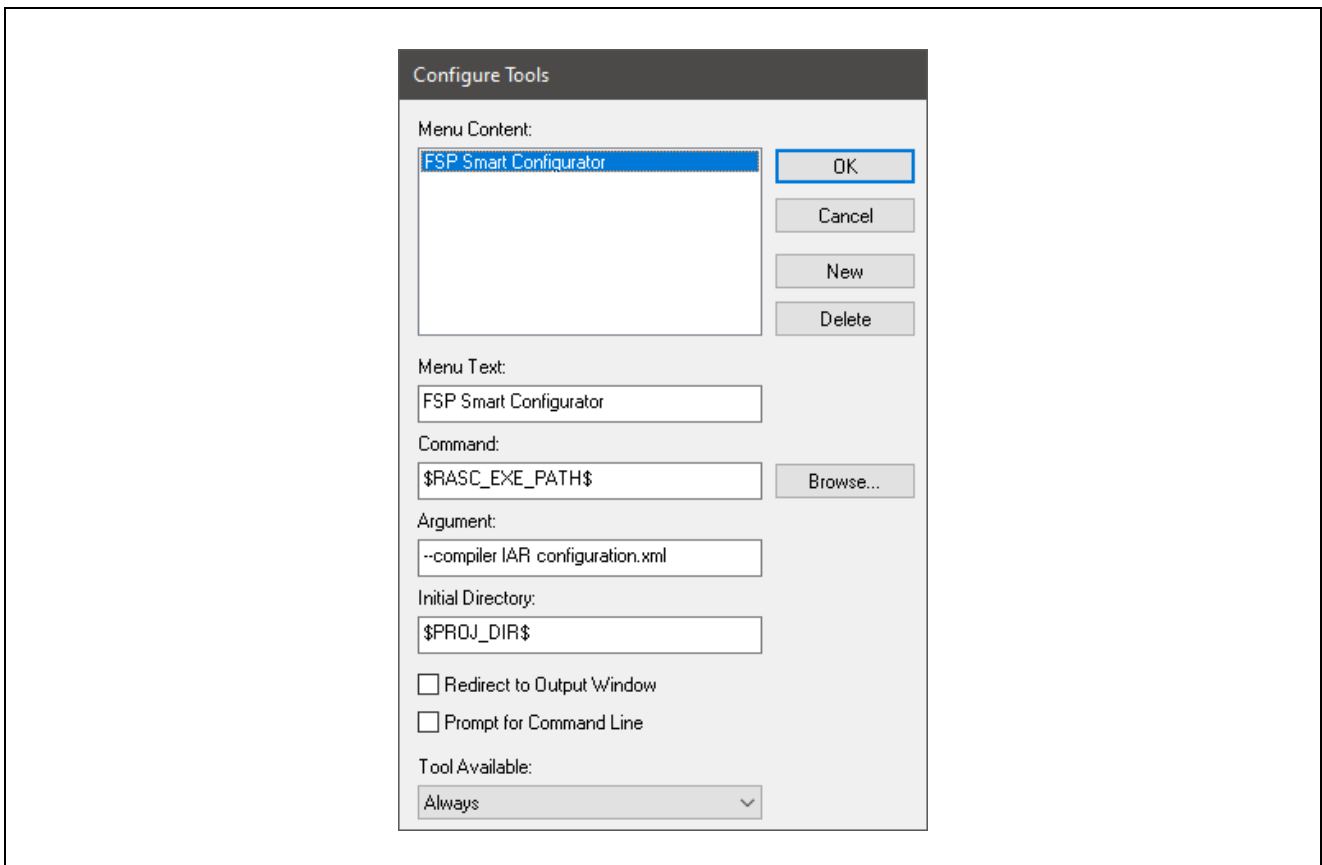 Configure Tools
Menu Content:
FSP Smart Configurator
OK
Cancel
New
Delete
Menu Text:
FSP Smart Configurator
Command:
$RASC_EXE_PATH$
Browse...
Argument:
--compiler IAR configuration.xml
Initial Directory:
$PROJ_DIR$
Redirect to Output Window
Prompt for Command Line
Tool Available:
Always